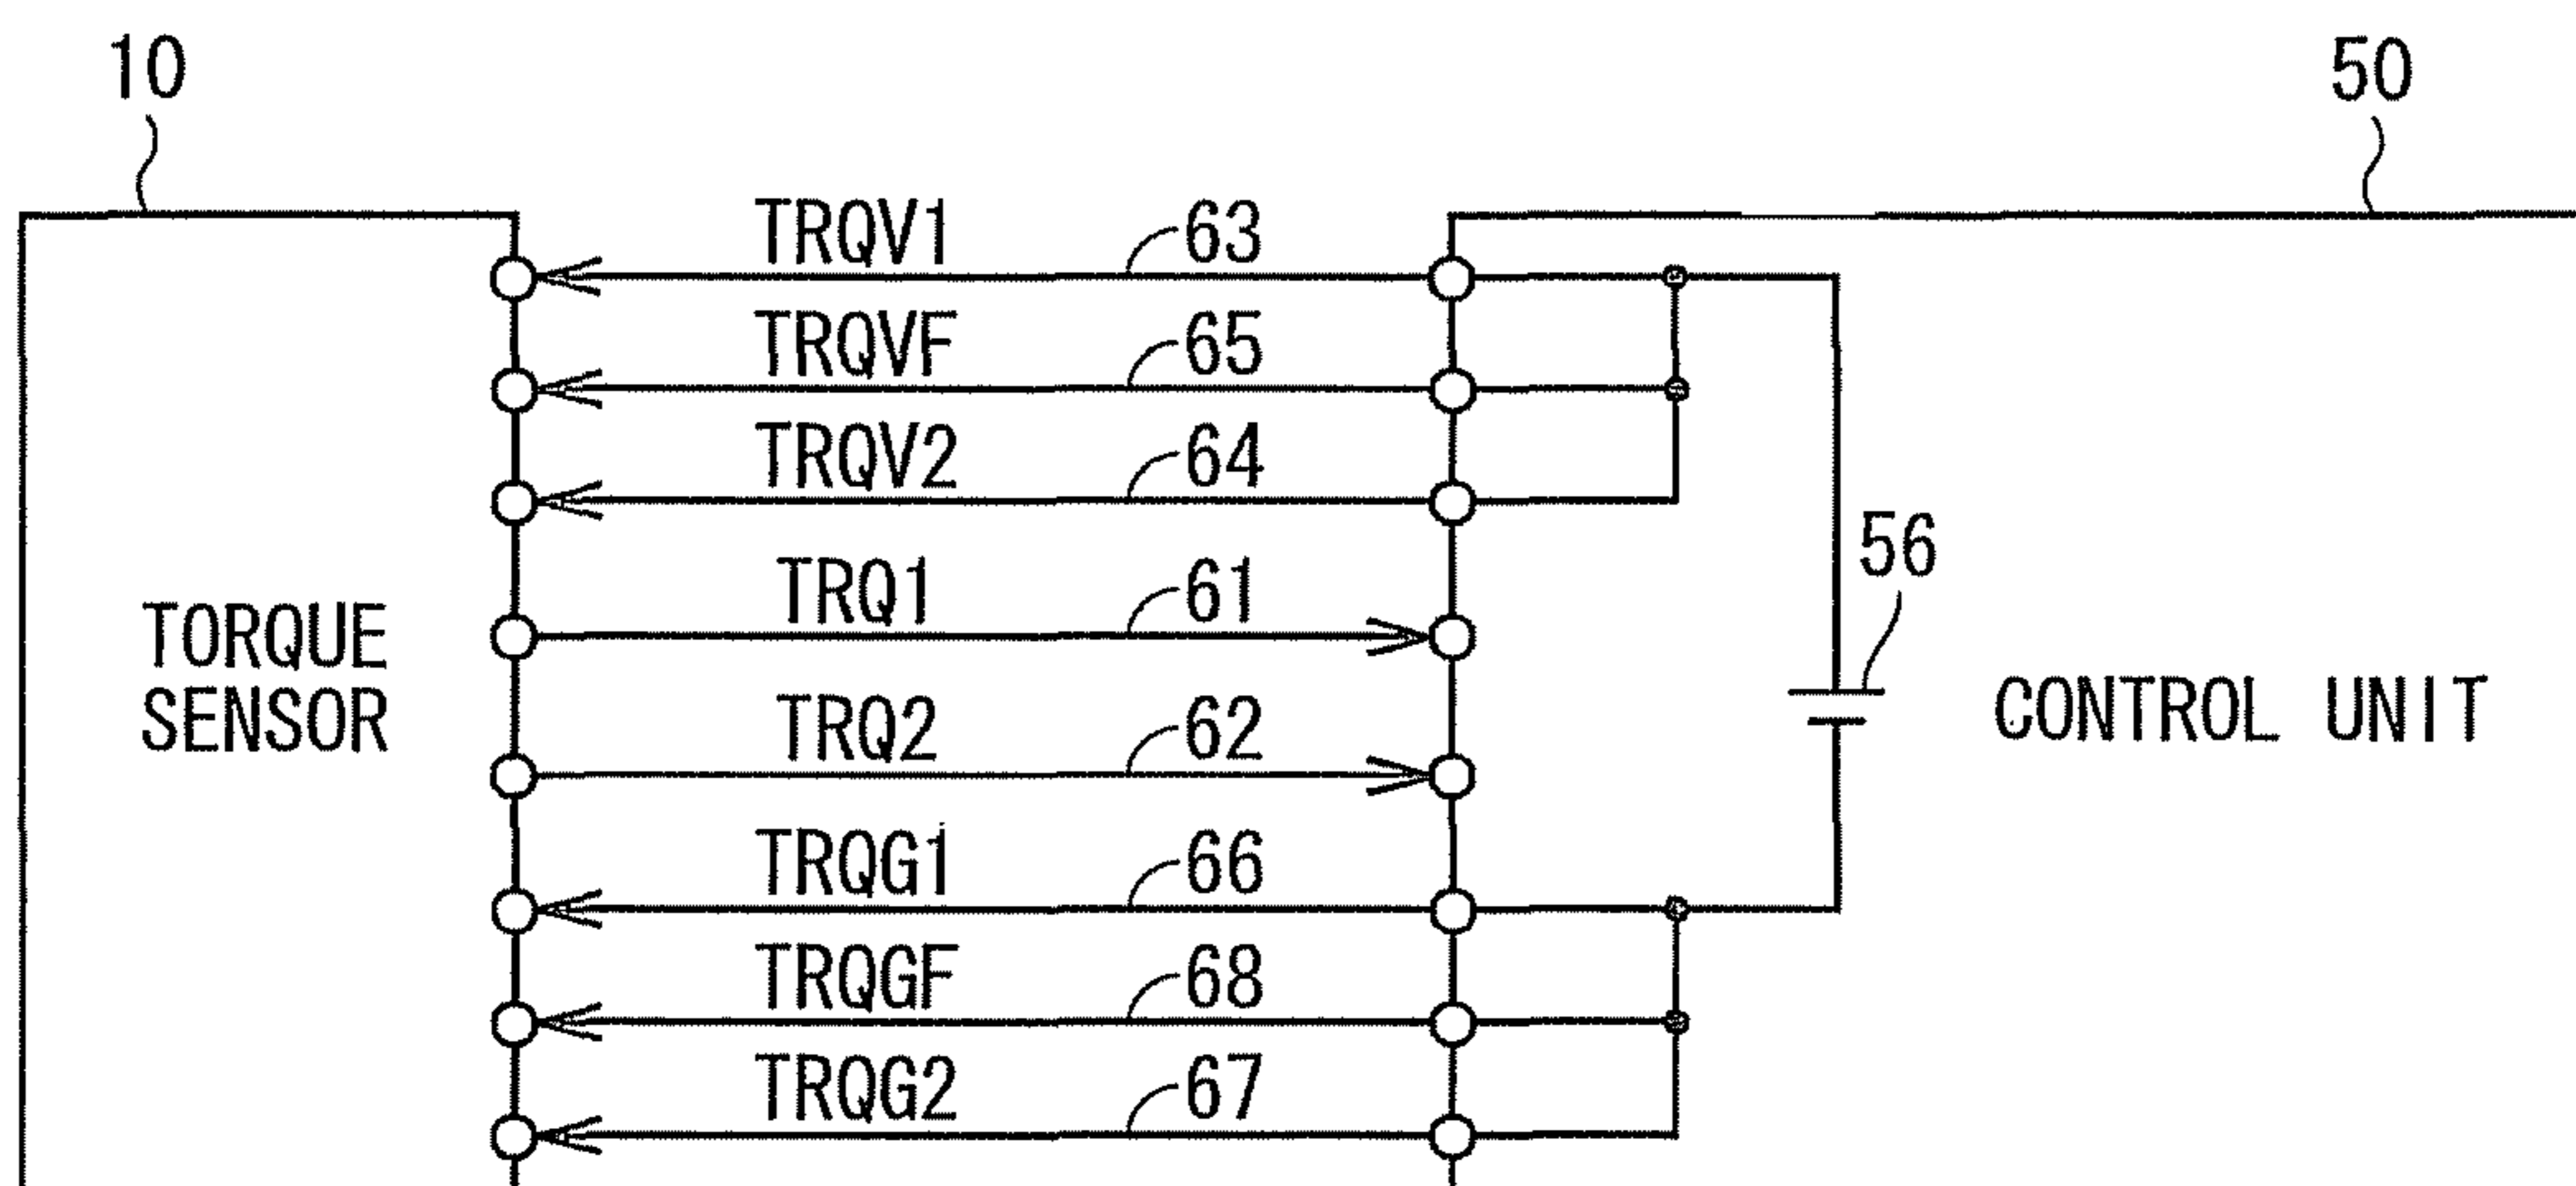 10
50
TRQV1
63
TRQVF
65
TRQV2
64
TRQ1
61
56
TORQUE
SENSOR
TRQ2
62
CONTROL UNIT
TRQG1
66
TRQGF
68
TRQG2
67